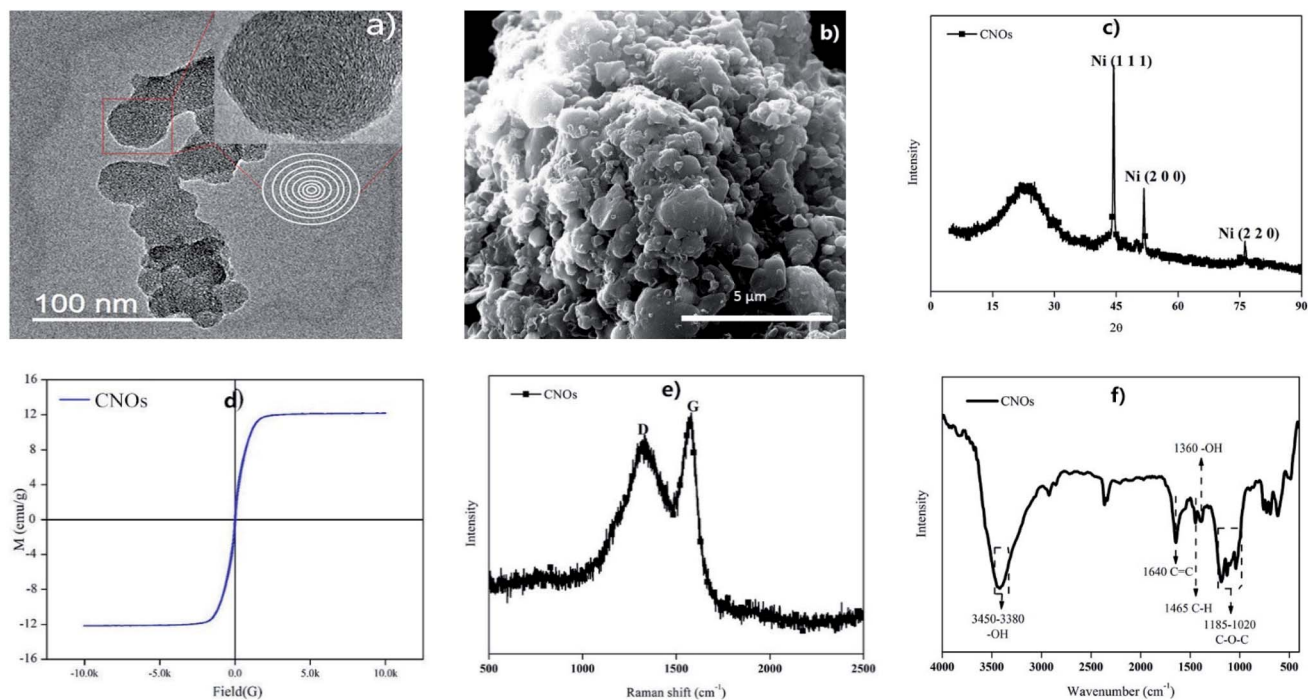 a)
100 nm
b)
5 μm
CNOs
c)
Ni (1 1 1)
Ni (2 0 0)
Ni (2 2 0)
Intensity
0 15 30 45 60 75 90
2θ
CNOs
d)
16
12
8
4
0
-4
-8
-12
-16
M (emu/g)
-10.0k -5.0k 0.0 5.0k 10.0k
Field(G)
CNOs
e)
D
G
Intensity
500 1000 1500 2000 2500
Raman shift (cm⁻¹)
CNOs
f)
1360 -OH
1640 C=C
3450-3380
-OH
1465 C-H
1185-1020
C-O-C
Intensity
4000 3000 2000 1000 400
Wavenumber (cm⁻¹)